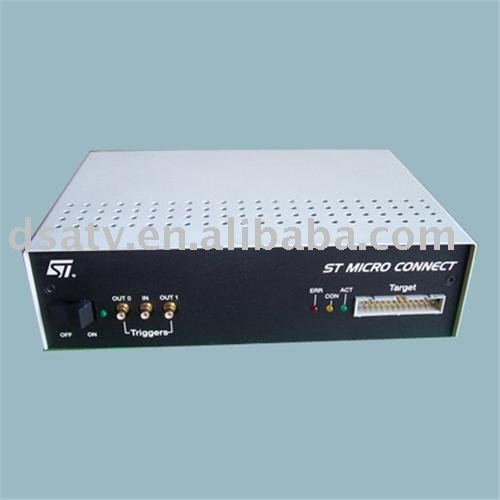 dsatv.en.alibaba.com
ST.
ST MICRO CONNECT
OUT 0 IN OUT 1
ERR CON ACT
Target
OFF ON
Triggers